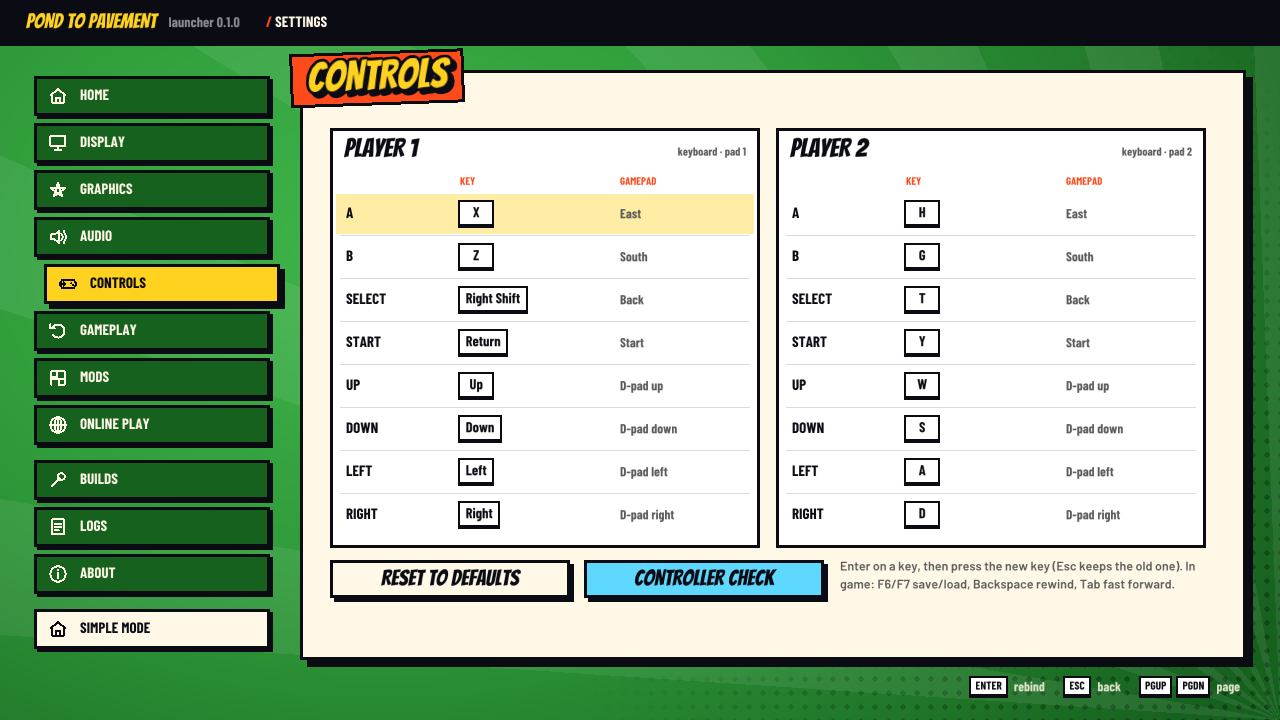 POND TO PAVEMENT launcher 0.1.0 / SETTINGS
HOME
DISPLAY
GRAPHICS
AUDIO
CONTROLS
GAMEPLAY
MODS
ONLINE PLAY
BUILDS
LOGS
ABOUT
SIMPLE MODE
CONTROLS
PLAYER 1 keyboard · pad 1
KEY GAMEPAD
A X East
B Z South
SELECT Right Shift Back
START Return Start
UP Up D-pad up
DOWN Down D-pad down
LEFT Left D-pad left
RIGHT Right D-pad right
PLAYER 2 keyboard · pad 2
KEY GAMEPAD
A H East
B G South
SELECT T Back
START Y Start
UP W D-pad up
DOWN S D-pad down
LEFT A D-pad left
RIGHT D D-pad right
RESET TO DEFAULTS
CONTROLLER CHECK
Enter on a key, then press the new key (Esc keeps the old one). In
game: F6/F7 save/load, Backspace rewind, Tab fast forward.
ENTER rebind ESC back PGUP PGDN page